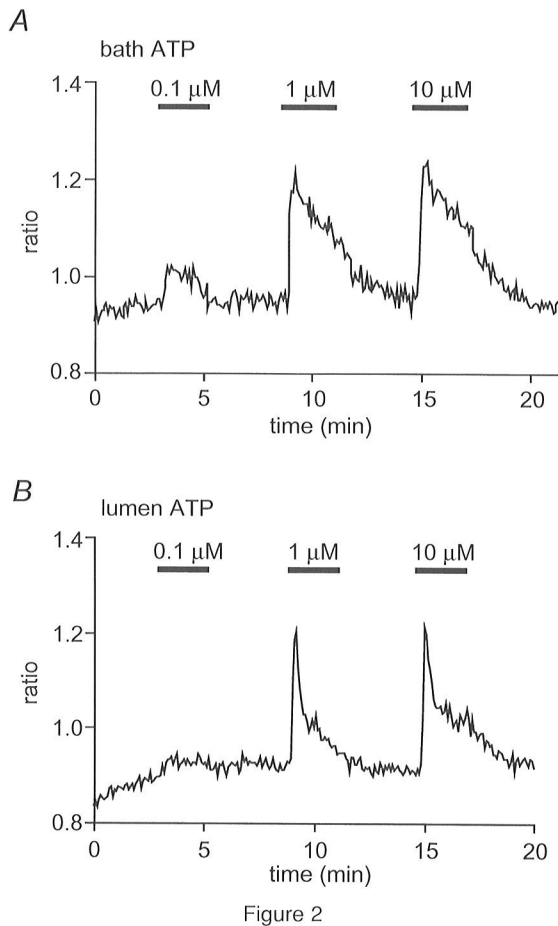 A
bath ATP
1.4
0.1 µM 1 µM 10 µM
1.2
ratio
1.0
0.8
0 5 10 15 20
time (min)
B
lumen ATP
1.4
0.1 µM 1 µM 10 µM
1.2
ratio
1.0
0.8
0 5 10 15 20
time (min)
Figure 2